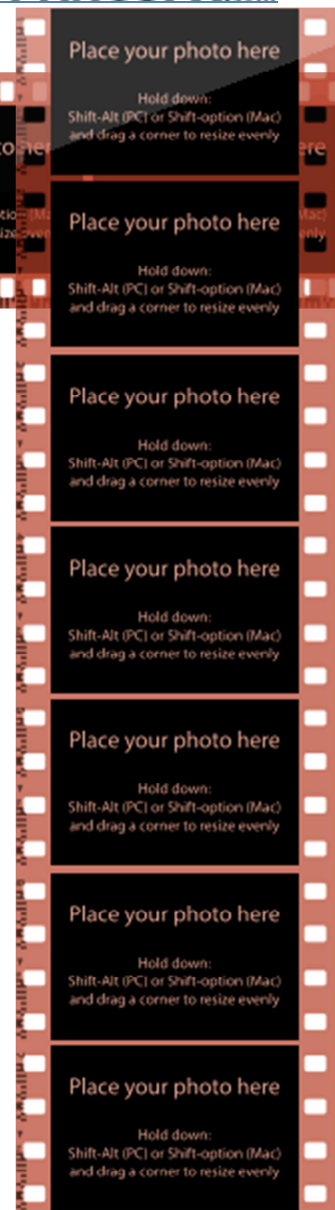 Place your photo here
Hold down:
Shift-Alt (PC) or Shift-option (Mac)
and drag a corner to resize evenly
Place your photo here
Hold down:
Shift-Alt (PC) or Shift-option (Mac)
and drag a corner to resize evenly
Place your photo here
Hold down:
Shift-Alt (PC) or Shift-option (Mac)
and drag a corner to resize evenly
Place your photo here
Hold down:
Shift-Alt (PC) or Shift-option (Mac)
and drag a corner to resize evenly
Place your photo here
Hold down:
Shift-Alt (PC) or Shift-option (Mac)
and drag a corner to resize evenly
Place your photo here
Hold down:
Shift-Alt (PC) or Shift-option (Mac)
and drag a corner to resize evenly
Place your photo here
Hold down:
Shift-Alt (PC) or Shift-option (Mac)
and drag a corner to resize evenly